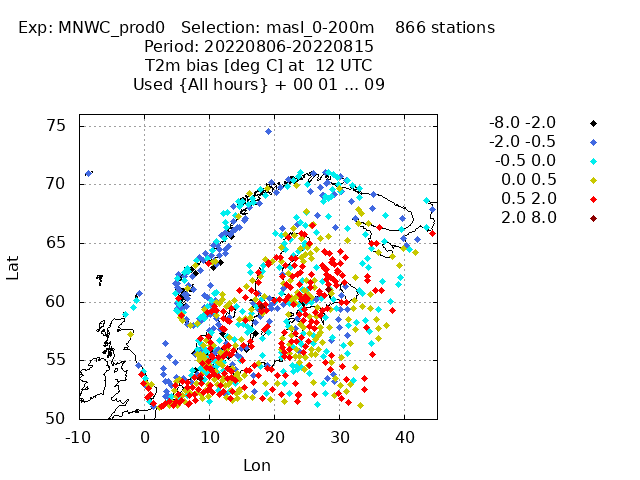 Exp: MNWC_prod0   Selection: masl_0-200m    866 stations
Period: 20220806-20220815
T2m bias [deg C] at  12 UTC
Used {All hours} + 00 01 ... 09
-8.0 -2.0
-2.0 -0.5
-0.5 0.0
0.0 0.5
0.5 2.0
2.0 8.0
75
70
65
60
55
50
Lat
-10 0 10 20 30 40
Lon